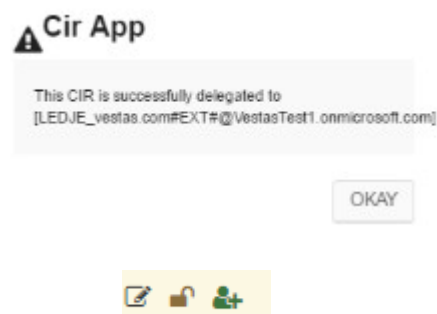 Cir App
This CIR is successfully delegated to
[LEDJE_vestas.com#EXT#@VestasTest1.onmicrosoft.com]
OKAY